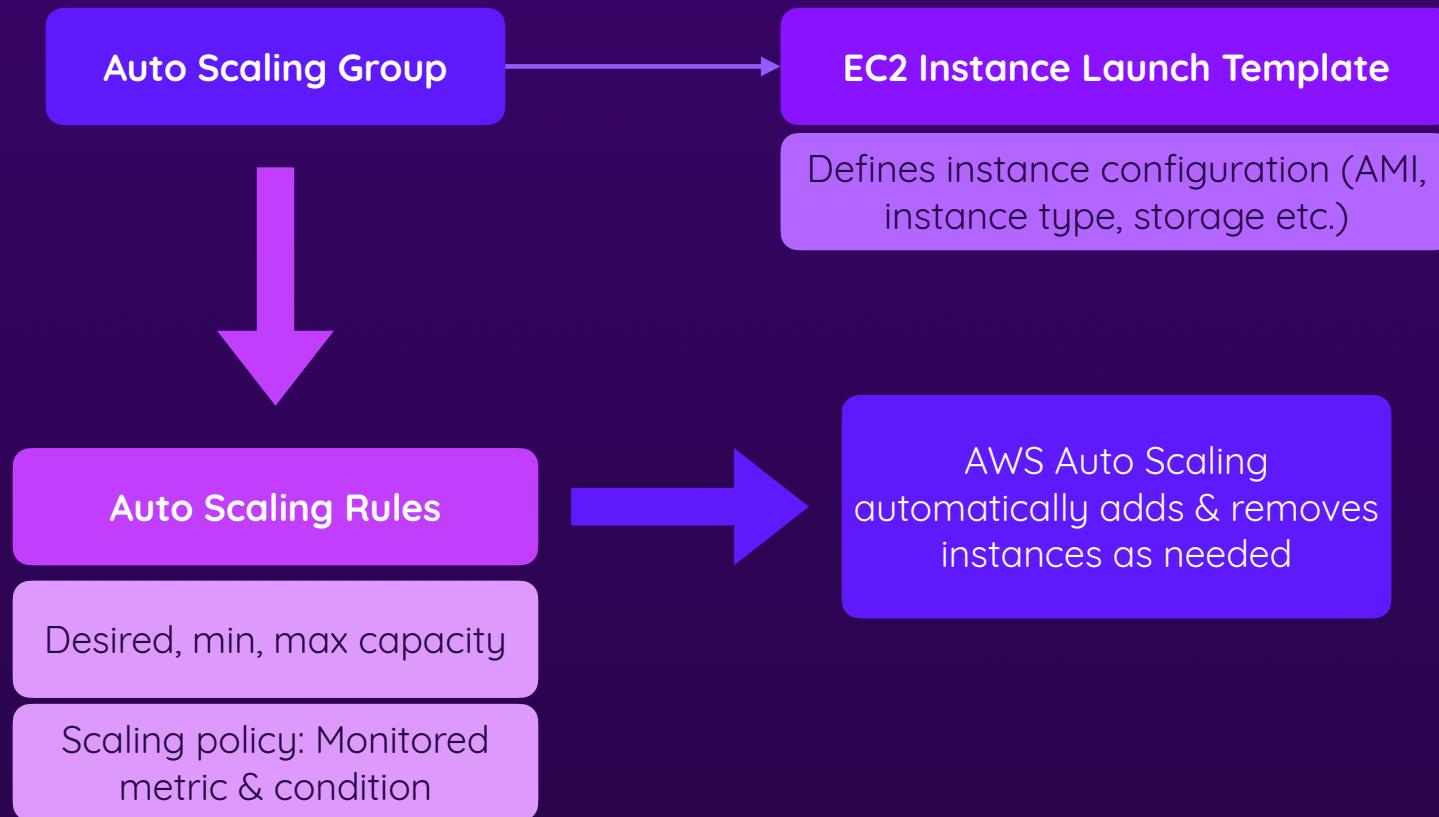 Auto Scaling Group
EC2 Instance Launch Template
Defines instance configuration (AMI,
instance type, storage etc.)
Auto Scaling Rules
Desired, min, max capacity
Scaling policy: Monitored
metric & condition
AWS Auto Scaling
automatically adds & removes
instances as needed